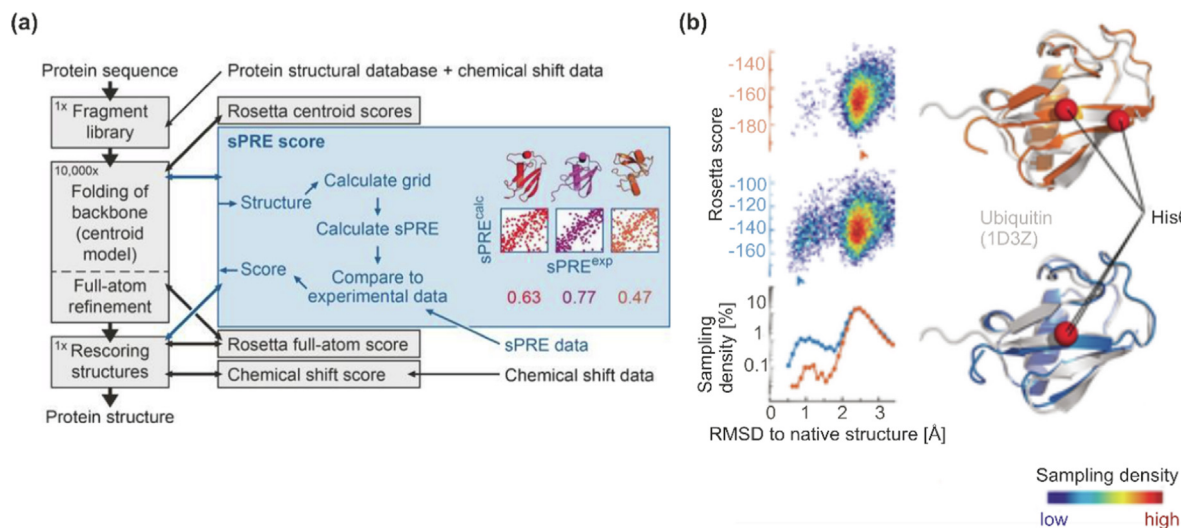 (a)
Protein sequence
Protein structural database + chemical shift data
1x Fragment
library
Rosetta centroid scores
10,000x
Folding of
backbone
(centroid
model)
Full-atom
refinement
1x Rescoring
structures
Protein structure
sPRE score
Structure
Calculate grid
Calculate sPRE
Compare to
experimental data
Score
sPRE^calc
sPRE^exp
0.63 0.77 0.47
sPRE data
Rosetta full-atom score
Chemical shift score
Chemical shift data
(b)
Rosetta score
-140
-160
-180
-100
-120
-140
-160
Sampling
density [%]
10
1
0.1
0 1 2 3
RMSD to native structure [Å]
Ubiquitin
(1D3Z)
Sampling density
low high